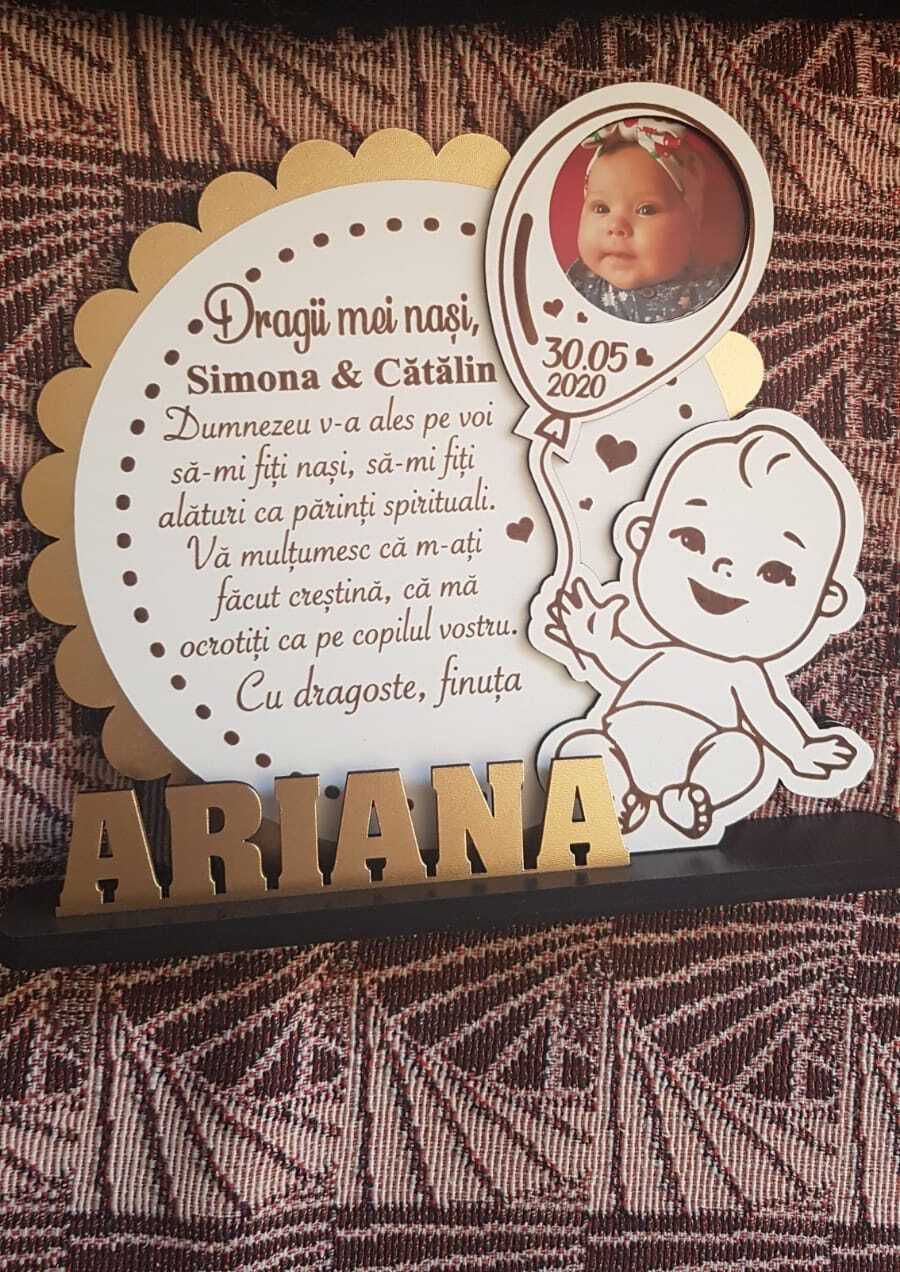 Dragii mei nași,
Simona & Cătălin
Dumnezeu v-a ales pe voi
să-mi fiți nași, să-mi fiți
alături ca părinți spirituali.
Vă mulțumesc că m-ați
făcut creștină, că mă
ocrotiți ca pe copilul vostru.
Cu dragoste, finuța
30.05
2020
ARIANA